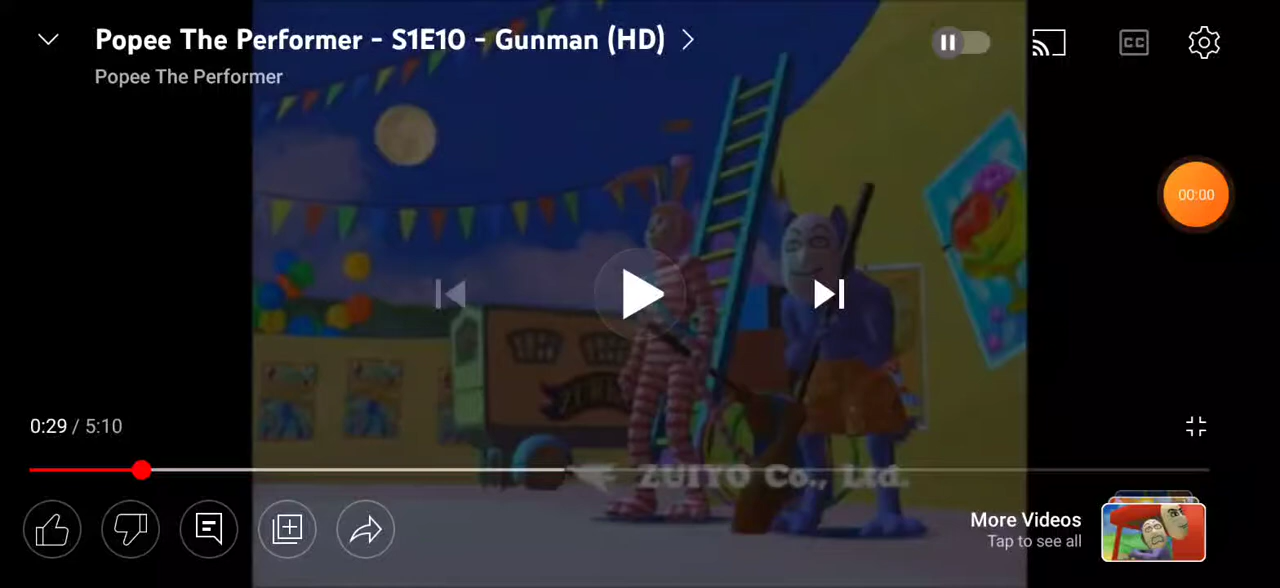 Popee The Performer - S1E10 - Gunman (HD)
Popee The Performer
CC
00:00
0:29 / 5:10
ZUIYO Co., Ltd.
More Videos
Tap to see all